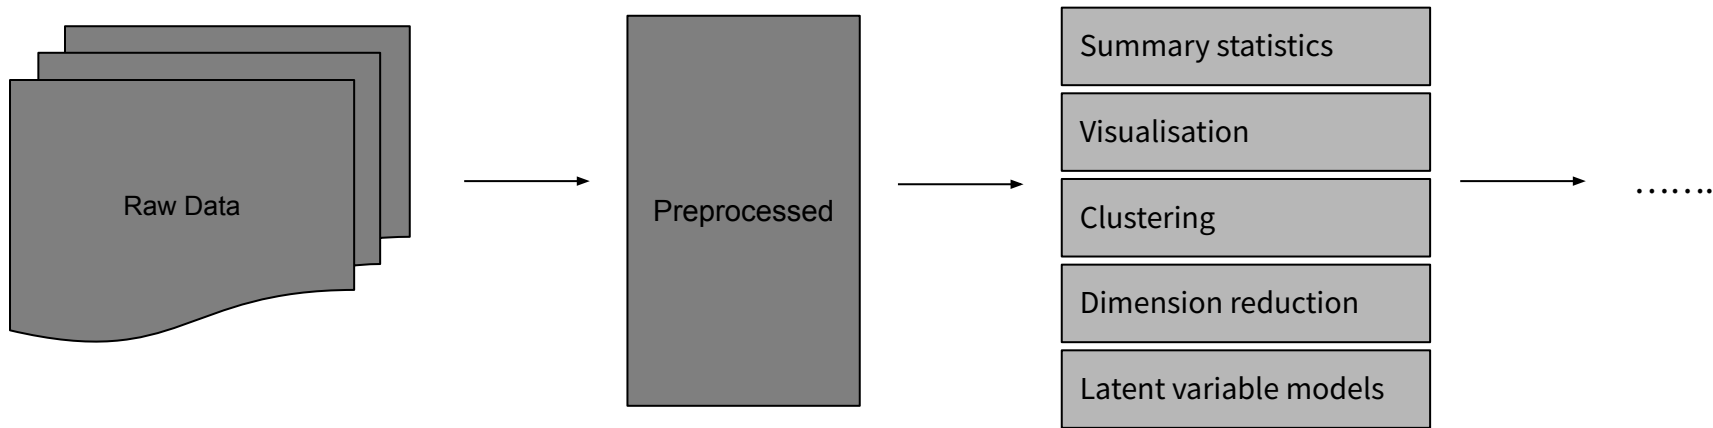 Raw Data
Preprocessed
Summary statistics
Visualisation
Clustering
Dimension reduction
Latent variable models
…….